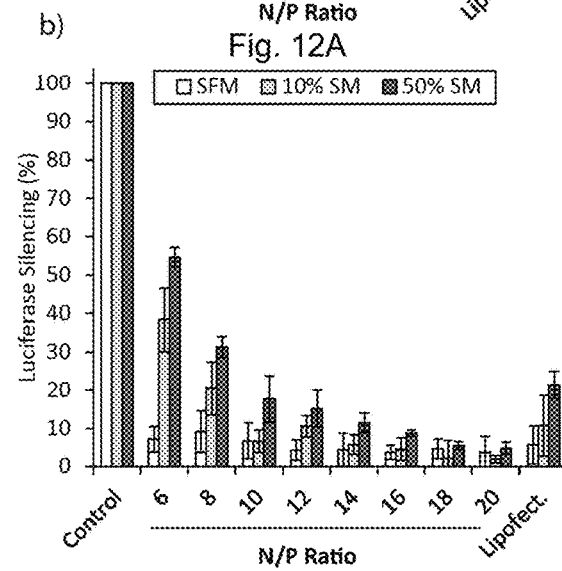 N/P Ratio
Lip
b)
Fig. 12A
SFM 10% SM 50% SM
Luciferase Silencing (%)
100
90
80
70
60
50
40
30
20
10
0
Control 6 8 10 12 14 16 18 20 Lipofect.
N/P Ratio